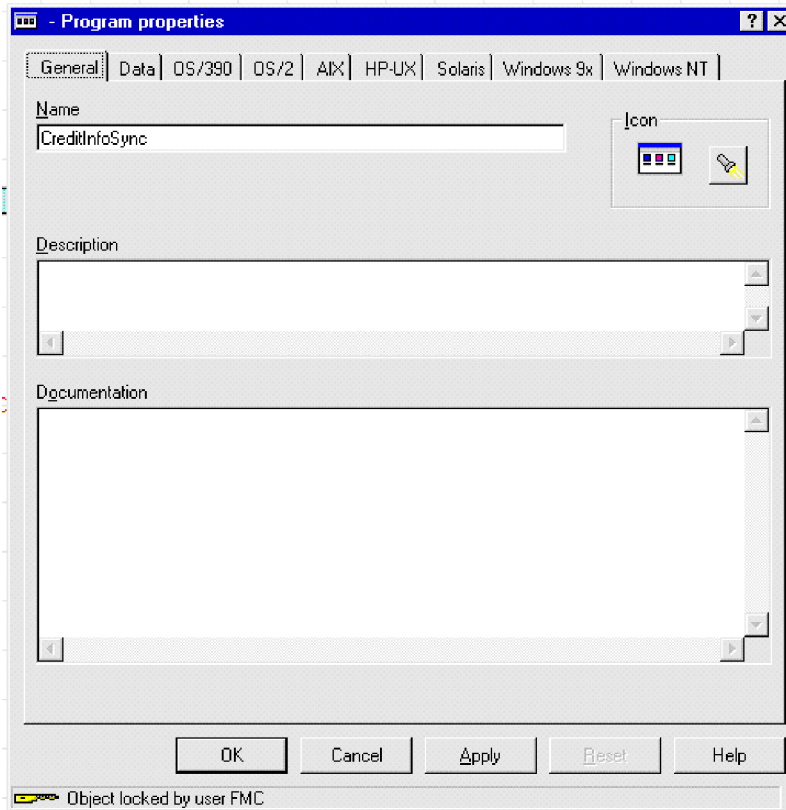 - Program properties
General Data OS/390 OS/2 AIX HP-UX Solaris Windows 9x Windows NT
Name
CreditInfoSync
Icon
Description
Documentation
OK Cancel Apply Reset Help
Object locked by user FMC